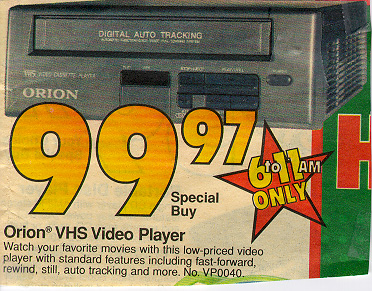 DIGITAL AUTO TRACKING
VHS VIDEO CASSETTE PLAYER
ORION
99 97
6 to 11 AM
ONLY
Special
Buy
H
Orion® VHS Video Player
Watch your favorite movies with this low-priced video
player with standard features including fast-forward,
rewind, still, auto tracking and more. No. VP0040.